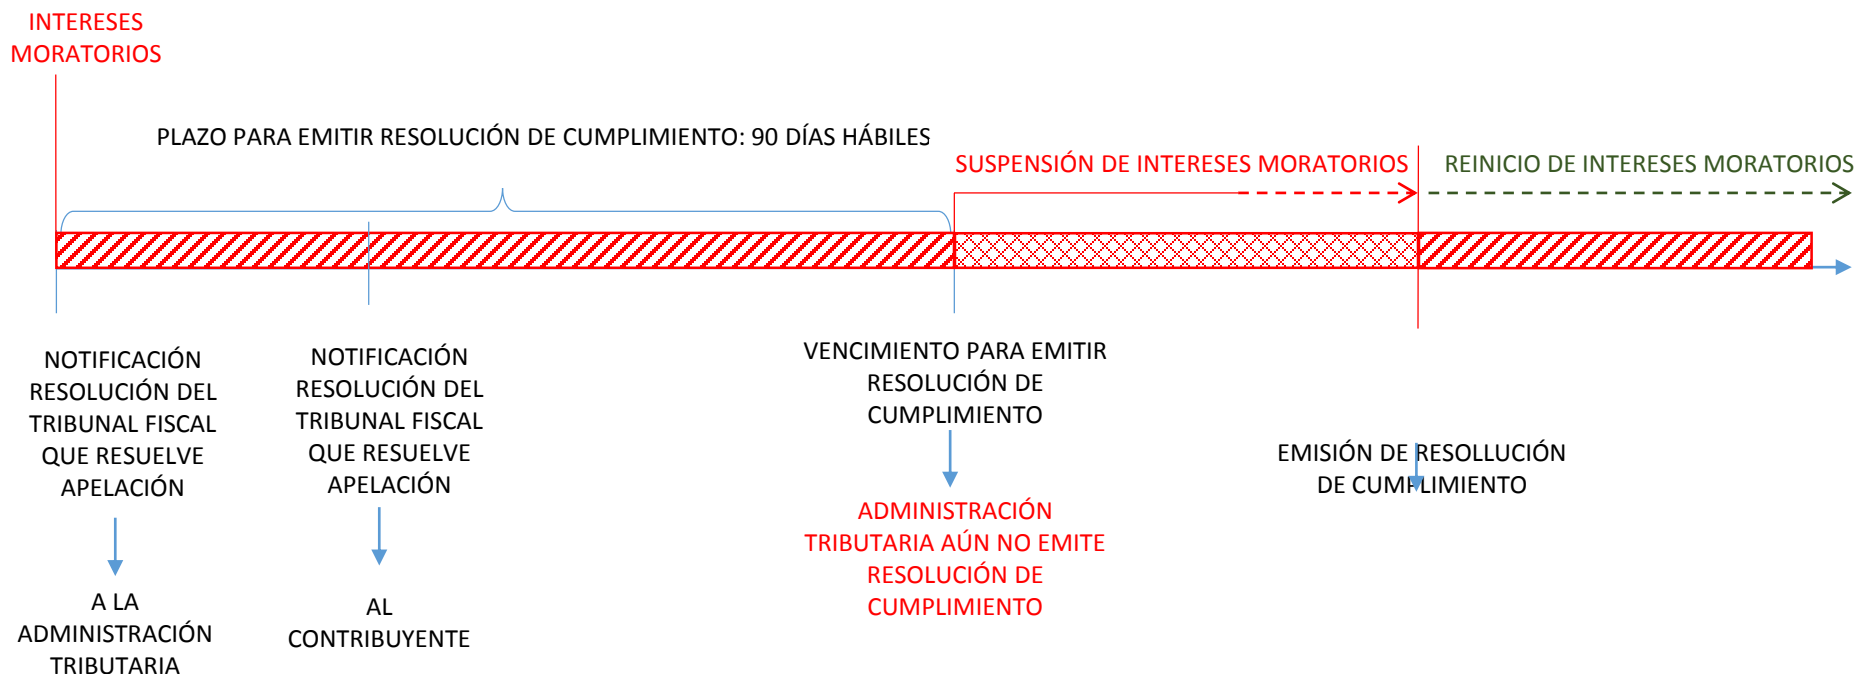 INTERESES
MORATORIOS
PLAZO PARA EMITIR RESOLUCIÓN DE CUMPLIMIENTO: 90 DÍAS HÁBILES
SUSPENSIÓN DE INTERESES MORATORIOS
REINICIO DE INTERESES MORATORIOS
NOTIFICACIÓN
RESOLUCIÓN DEL
TRIBUNAL FISCAL
QUE RESUELVE
APELACIÓN
A LA
ADMINISTRACIÓN
TRIBUTARIA
NOTIFICACIÓN
RESOLUCIÓN DEL
TRIBUNAL FISCAL
QUE RESUELVE
APELACIÓN
AL
CONTRIBUYENTE
VENCIMIENTO PARA EMITIR
RESOLUCIÓN DE
CUMPLIMIENTO
ADMINISTRACIÓN
TRIBUTARIA AÚN NO EMITE
RESOLUCIÓN DE
CUMPLIMIENTO
EMISIÓN DE RESOLLUCIÓN
DE CUMPLIMIENTO